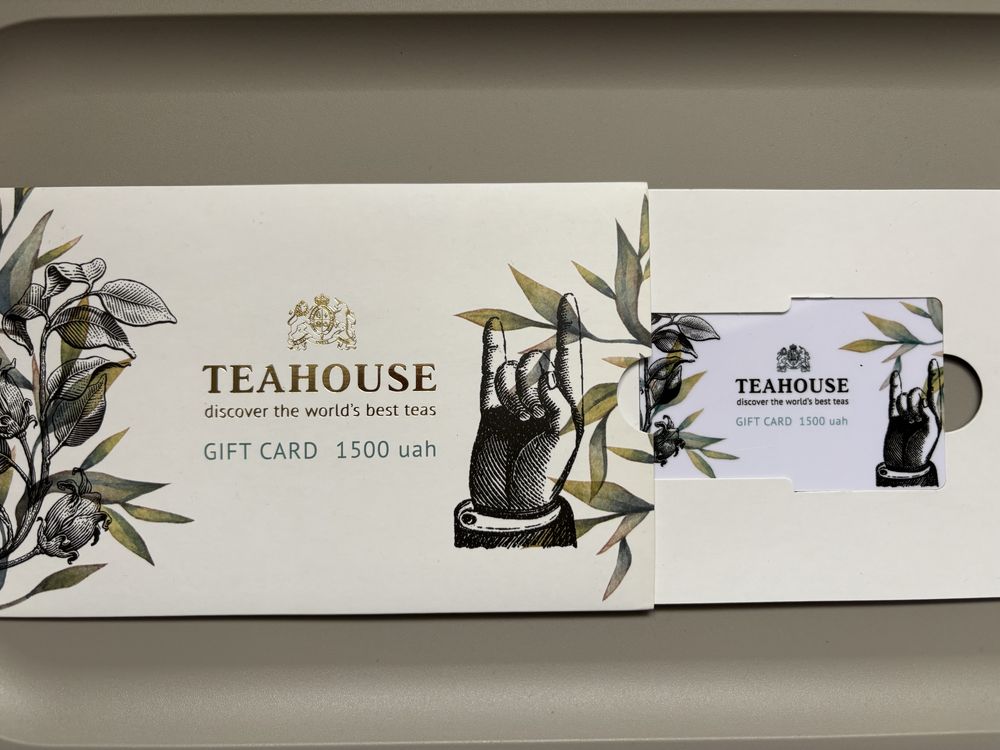 TEAHOUSE
discover the world's best teas
GIFT CARD 1500 uah
TEAHOUSE
discover the world's best teas
GIFT CARD 1500 uah